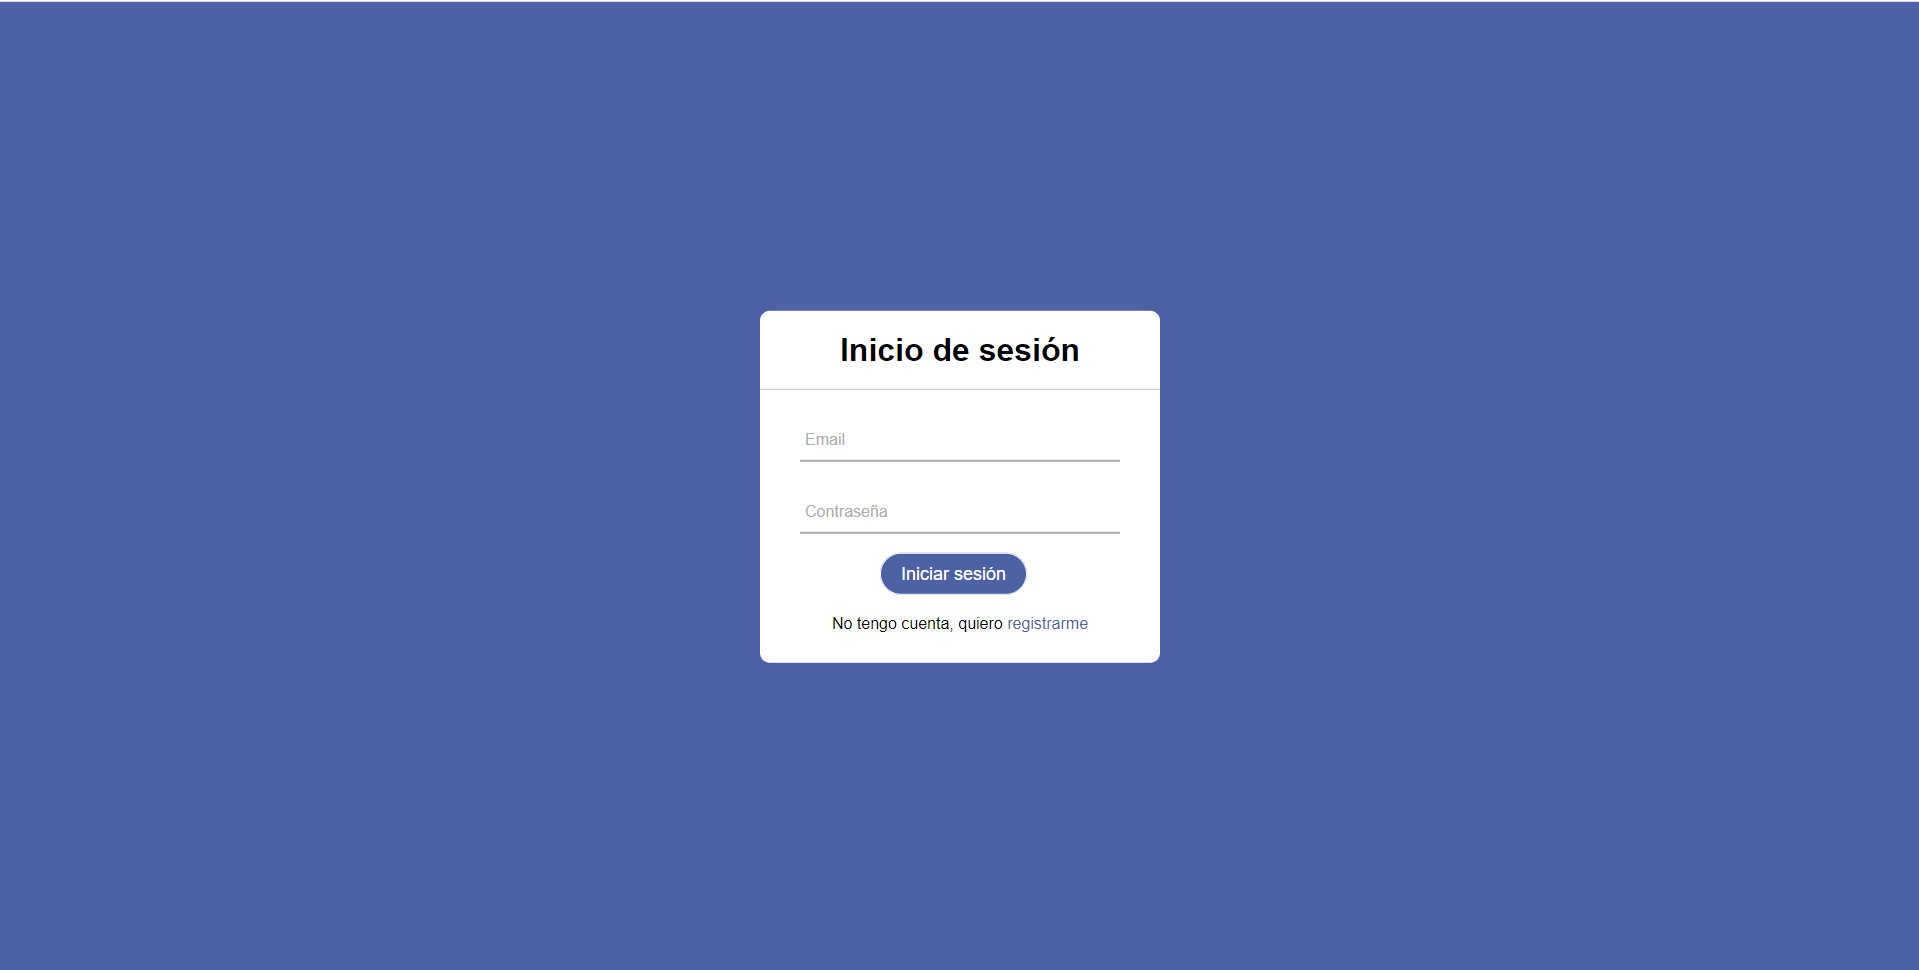 Inicio de sesión
Email
Contraseña
Iniciar sesión
No tengo cuenta, quiero registrarme